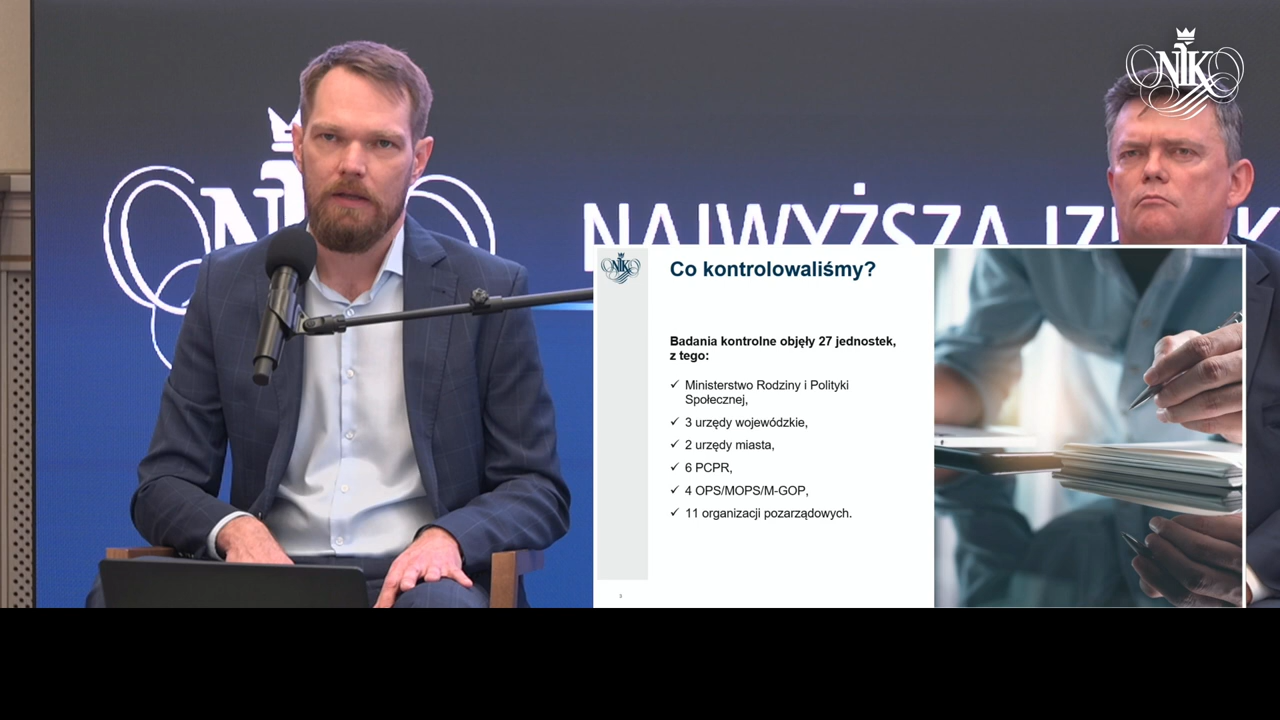 NIK
NIK
NAJWYŻSZA IZ
K
NIK
Co kontrolowaliśmy?
Badania kontrolne objęły 27 jednostek,
z tego:
✓ Ministerstwo Rodziny i Polityki
Społecznej,
✓ 3 urzędy wojewódzkie,
✓ 2 urzędy miasta,
✓ 6 PCPR,
✓ 4 OPS/MOPS/M-GOP,
✓ 11 organizacji pozarządowych.
3